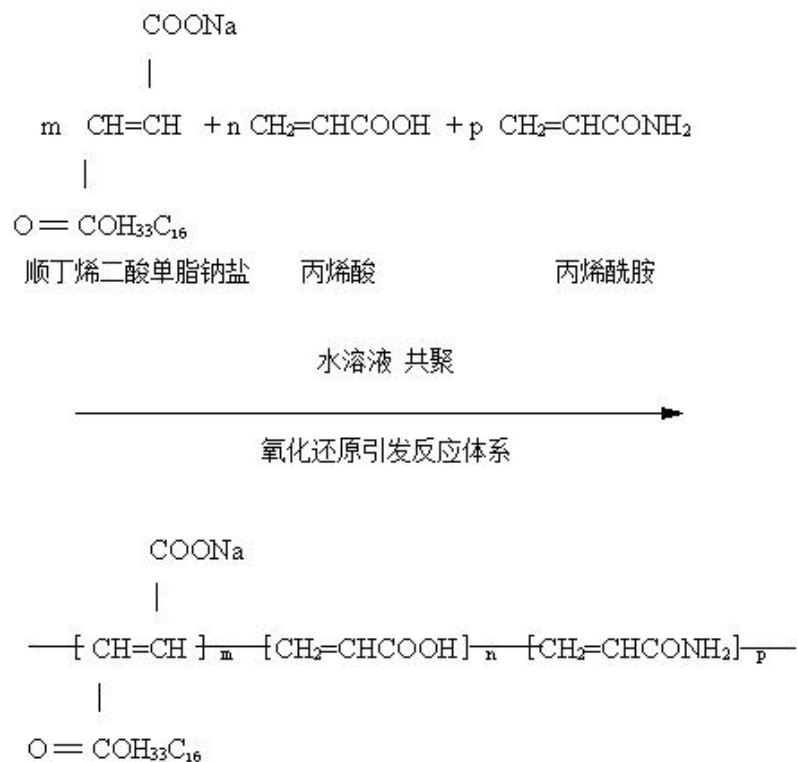 COONa
|
m CH=CH +n CH₂=CHCOOH +p CH₂=CHCONH₂
|
O== COH₃₃C₁₆
顺丁烯二酸单脂钠盐 丙烯酸 丙烯酰胺
水溶液 共聚
氧化还原引发反应体系
COONa
|
—[CH=CH]—m—[CH₂=CHCOOH]—n—[CH₂=CHCONH₂]—p—
|
O== COH₃₃C₁₆